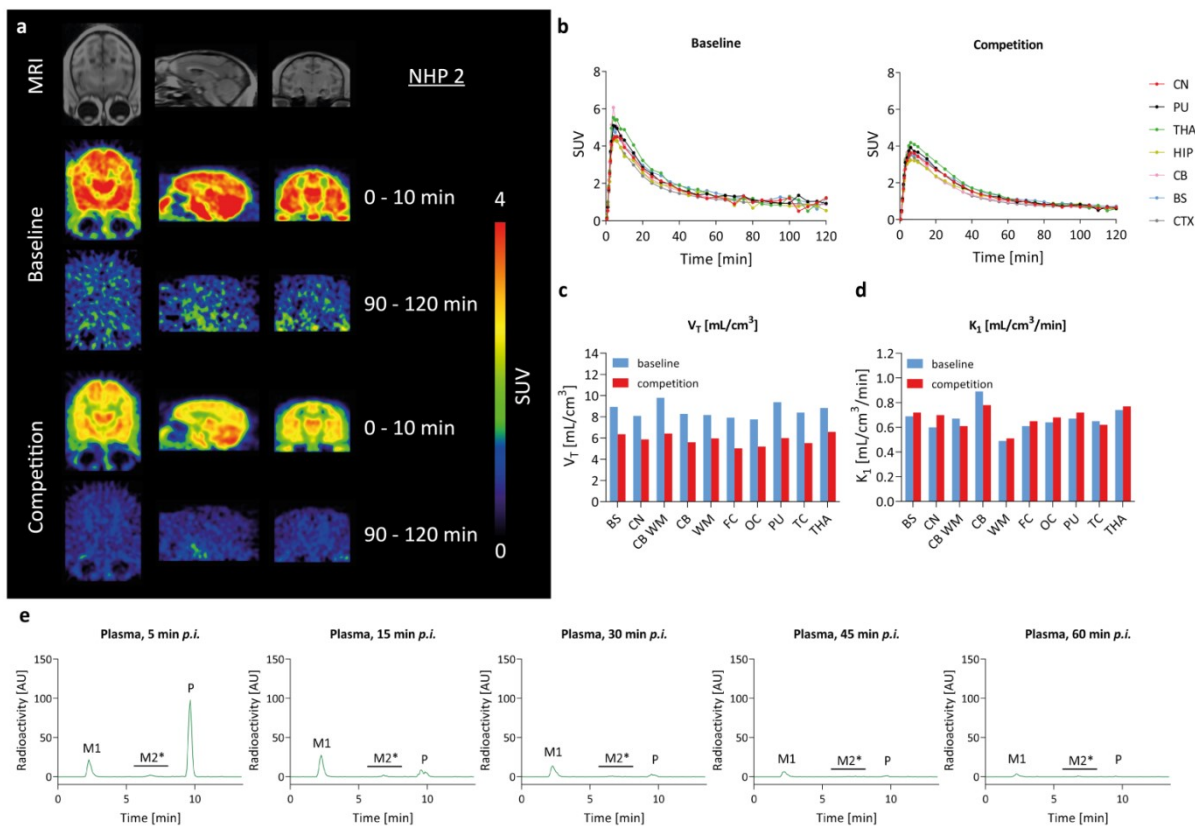 a
MRI
NHP 2
Baseline
0 - 10 min
90 - 120 min
Competition
0 - 10 min
90 - 120 min
4
SUV
0
b
Baseline
SUV
8
6
4
2
0
0 20 40 60 80 100 120
Time [min]
Competition
SUV
8
6
4
2
0
0 20 40 60 80 100 120
Time [min]
CN
PU
THA
HIP
CB
BS
CTX
c
V_T [mL/cm³]
V_T [mL/cm³]
14
12
10
8
6
4
2
0
baseline
competition
BS CN CB WM CB WM FC OC PU TC THA
d
K₁ [mL/cm³/min]
K₁ [mL/cm³/min]
1.2
1.0
0.8
0.6
0.4
0.2
0.0
baseline
competition
BS CN CB WM CB WM FC OC PU TC THA
e
Plasma, 5 min p.i.
Radioactivity [AU]
150
100
50
0
M1 M2* P
0 5 10
Time [min]
Plasma, 15 min p.i.
Radioactivity [AU]
150
100
50
0
M1 M2* P
0 5 10
Time [min]
Plasma, 30 min p.i.
Radioactivity [AU]
150
100
50
0
M1 M2* P
0 5 10
Time [min]
Plasma, 45 min p.i.
Radioactivity [AU]
150
100
50
0
M1 M2* P
0 5 10
Time [min]
Plasma, 60 min p.i.
Radioactivity [AU]
150
100
50
0
M1 M2* P
0 5 10
Time [min]